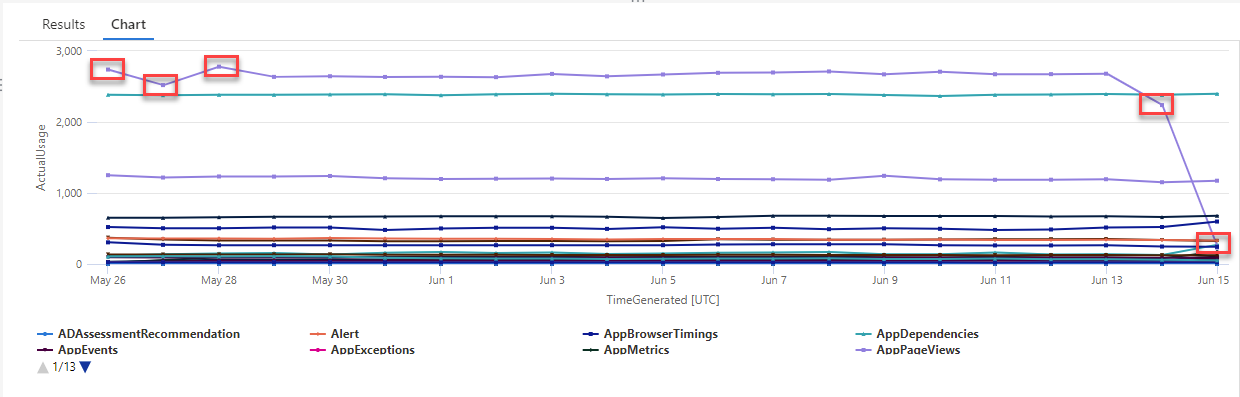 Results Chart
3,000
2,000
1,000
0
ActualUsage
May 26 May 28 May 30 Jun 1 Jun 3 Jun 5 Jun 7 Jun 9 Jun 11 Jun 13 Jun 15
TimeGenerated [UTC]
ADAssessmentRecommendation Alert AppBrowserTimings AppDependencies
AppEvents AppExceptions AppMetrics AppPageViews
1/13